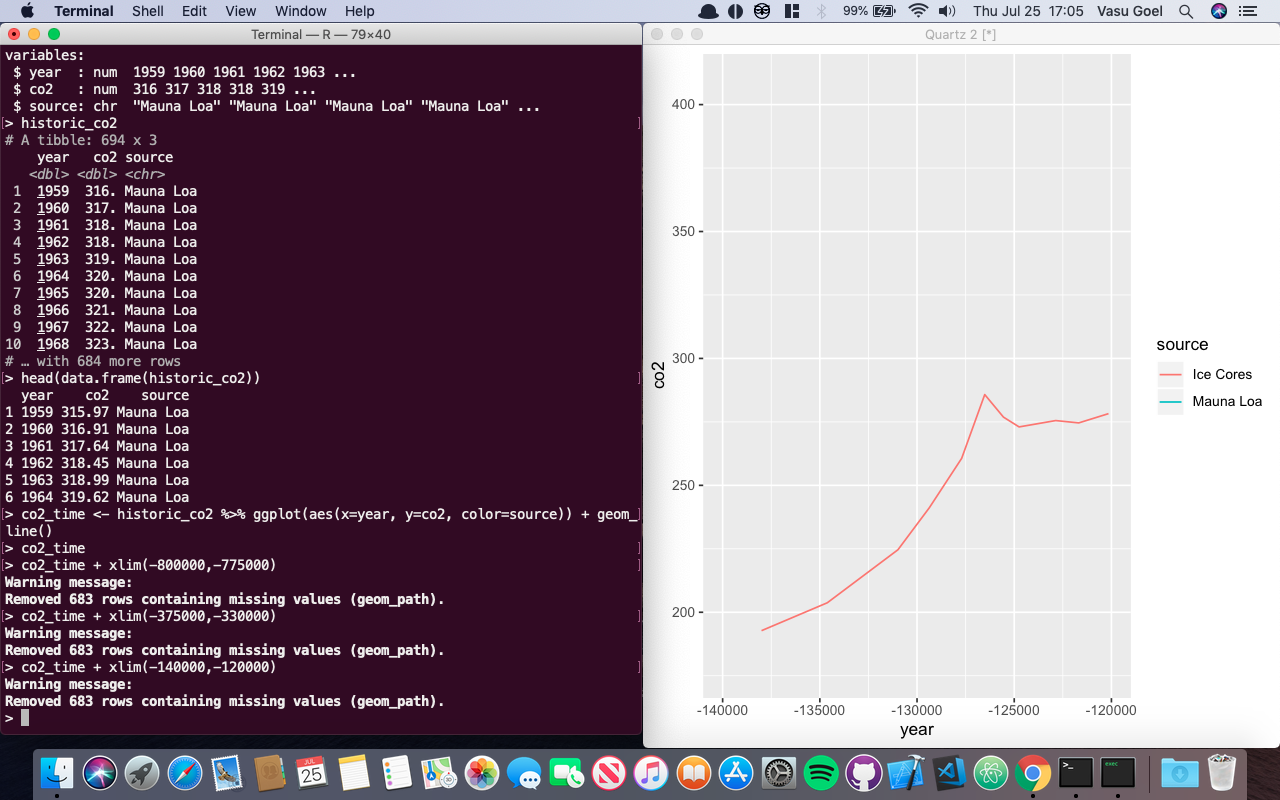 Terminal Shell Edit View Window Help 99% Thu Jul 25 17:05 Vasu Goel
Terminal — R — 79×40
variables:
$ year : num 1959 1960 1961 1962 1963 ...
$ co2 : num 316 317 318 318 319 ...
$ source: chr "Mauna Loa" "Mauna Loa" "Mauna Loa" "Mauna Loa" ...
[> historic_co2 ]
# A tibble: 694 x 3
year co2 source
<dbl> <dbl> <chr>
1 1959 316. Mauna Loa
2 1960 317. Mauna Loa
3 1961 318. Mauna Loa
4 1962 318. Mauna Loa
5 1963 319. Mauna Loa
6 1964 320. Mauna Loa
7 1965 320. Mauna Loa
8 1966 321. Mauna Loa
9 1967 322. Mauna Loa
10 1968 323. Mauna Loa
# … with 684 more rows
[> head(data.frame(historic_co2)) ]
year co2 source
1 1959 315.97 Mauna Loa
2 1960 316.91 Mauna Loa
3 1961 317.64 Mauna Loa
4 1962 318.45 Mauna Loa
5 1963 318.99 Mauna Loa
6 1964 319.62 Mauna Loa
[> co2_time <- historic_co2 %>% ggplot(aes(x=year, y=co2, color=source)) + geom_]
line()
[> co2_time ]
[> co2_time + xlim(-800000,-775000) ]
Warning message:
Removed 683 rows containing missing values (geom_path).
[> co2_time + xlim(-375000,-330000) ]
Warning message:
Removed 683 rows containing missing values (geom_path).
[> co2_time + xlim(-140000,-120000) ]
Warning message:
Removed 683 rows containing missing values (geom_path).
>
Quartz 2 [*]
400
350
300
250
200
co2
-140000 -135000 -130000 -125000 -120000
year
source
Ice Cores
Mauna Loa
JUL
25
>_
exec